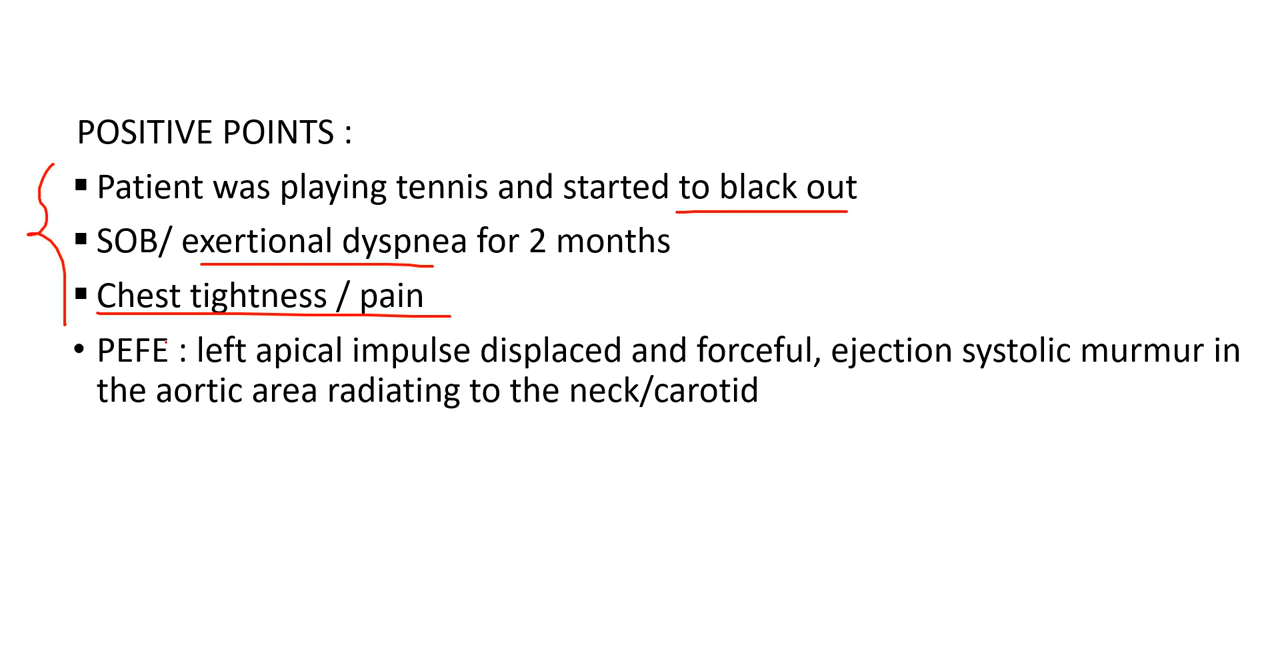 POSITIVE POINTS :
▪ Patient was playing tennis and started to black out
▪ SOB/ exertional dyspnea for 2 months
▪ Chest tightness / pain
• PEFE : left apical impulse displaced and forceful, ejection systolic murmur in
the aortic area radiating to the neck/carotid